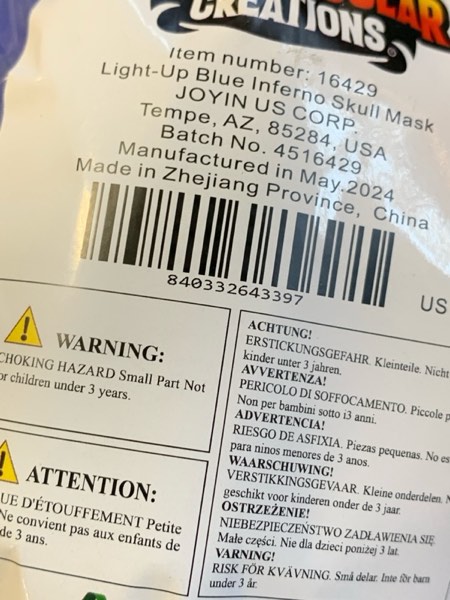 CREATIONS
Item number: 16429
Light-Up Blue Inferno Skull Mask
JOYIN US CORP.
Tempe, AZ, 85284, USA
Batch No. 4516429
Manufactured in May.2024
Made in Zhejiang Province, China
840332643397
US
WARNING:
CHOKING HAZARD Small Part Not
or children under 3 years.
ATTENTION:
UE D'ÉTOUFFEMENT Petite
Ne convient pas aux enfants de
de 3 ans.
ACHTUNG!
ERSTICKUNGSGEFAHR. Kleinteile. Nicht
kinder unter 3 jahren.
AVVERTENZA!
PERICOLO DI SOFFOCAMENTO. Piccole p
Non per bambini sotto i3 anni.
ADVERTENCIA!
RIESGO DE ASFIXIA. Piezas pequenas. No es
para ninos menores de 3 anos.
WAARSCHUWING!
VERSTIKKINGSGEVAAR. Kleine onderdelen. N
geschikt voor kinderen onder de 3 jaar.
OSTRZEŻENIE!
NIEBEZPIECZEŃSTWO ZADŁAWIENIA SIĘ
Małe części. Nie dla dzieci poniżej 3 lat.
VARNING!
RISK FÖR KVÄVNING. Små delar. Inte för barn
under 3 år.